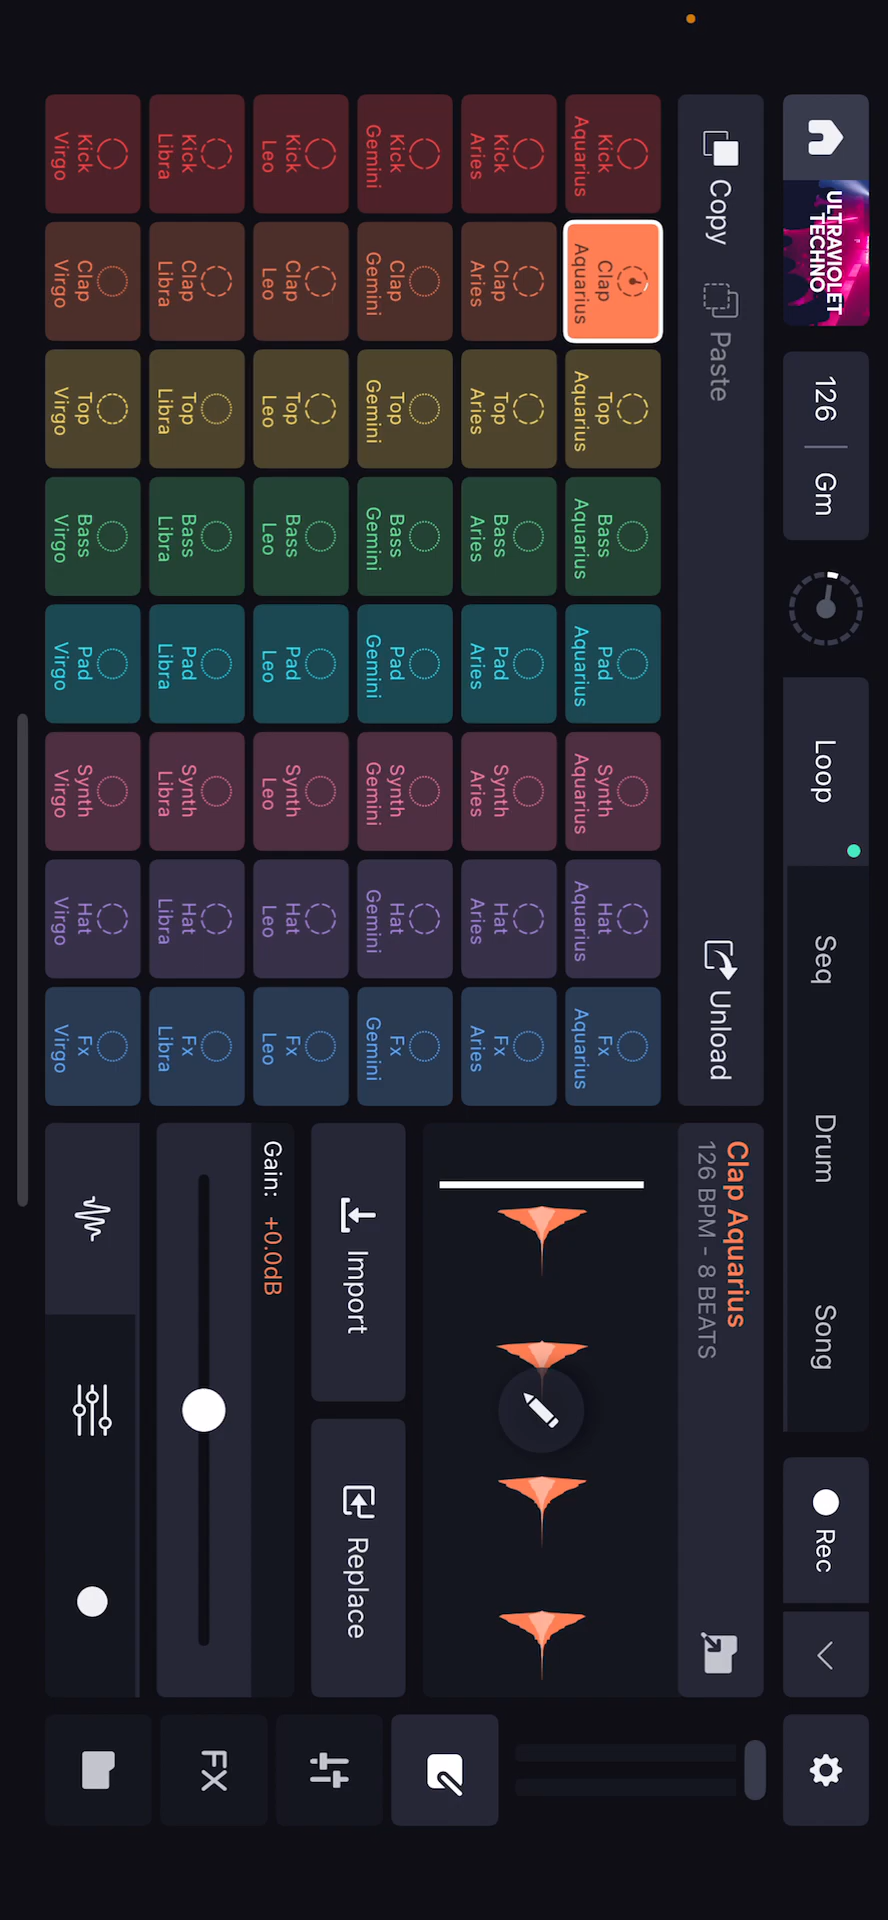 ULTRAVIOLET
TECHNO
126
Gm
Loop
Seq
Drum
Song
Rec
Copy
Paste
Unload
Clap Aquarius
126 BPM - 8 BEATS
Kick
Aquarius
Clap
Aquarius
Top
Aquarius
Bass
Aquarius
Pad
Aquarius
Synth
Aquarius
Hat
Aquarius
Fx
Aquarius
Kick
Aries
Clap
Aries
Top
Aries
Bass
Aries
Pad
Aries
Synth
Aries
Hat
Aries
Fx
Aries
Kick
Gemini
Clap
Gemini
Top
Gemini
Bass
Gemini
Pad
Gemini
Synth
Gemini
Hat
Gemini
Fx
Gemini
Import
Replace
Kick
Leo
Clap
Leo
Top
Leo
Bass
Leo
Pad
Leo
Synth
Leo
Hat
Leo
Fx
Leo
Gain: +0.0dB
Kick
Libra
Clap
Libra
Top
Libra
Bass
Libra
Pad
Libra
Synth
Libra
Hat
Libra
Fx
Libra
FX
Kick
Virgo
Clap
Virgo
Top
Virgo
Bass
Virgo
Pad
Virgo
Synth
Virgo
Hat
Virgo
Fx
Virgo